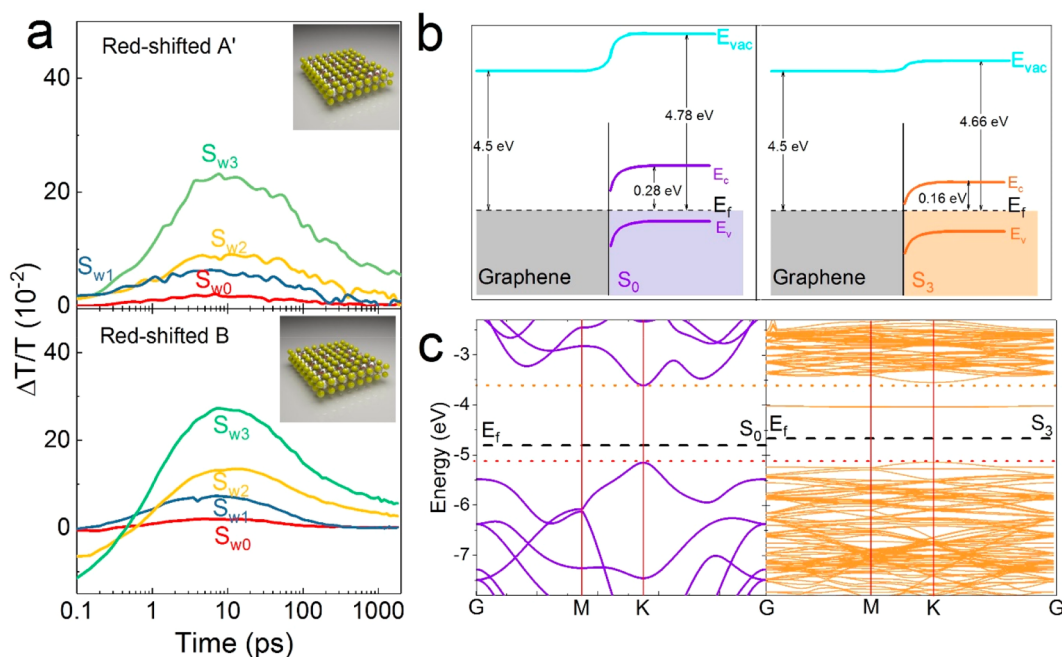 a
Red-shifted A'
40
20
0
S_w3
S_w2
S_w1
S_w0
ΔT/T (10⁻²)
Red-shifted B
40
20
0
S_w3
S_w2
S_w1
S_w0
0.1 1 10 100 1000
Time (ps)
b
E_vac
4.78 eV
4.5 eV
E_c
0.28 eV
E_f
E_v
Graphene
S_0
E_vac
4.66 eV
4.5 eV
E_c
0.16 eV
E_f
E_v
Graphene
S_3
c
Energy (eV)
-3
-4
-5
-6
-7
E_f S_0
E_f S_3
G M K G M K G